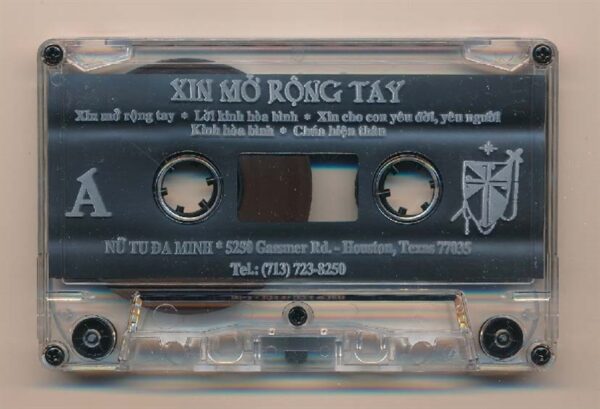 XIN MỞ RỘNG TAY
Xin mở rộng tay * Lời kinh hòa bình * Xin cho con yêu đời, yêu người
Kinh hòa bình * Chúa hiện thân
A
NỮ TU ĐA MINH * 5250 Gasmer Rd. - Houston, Texas 77035
Tel.: (713) 723-8250